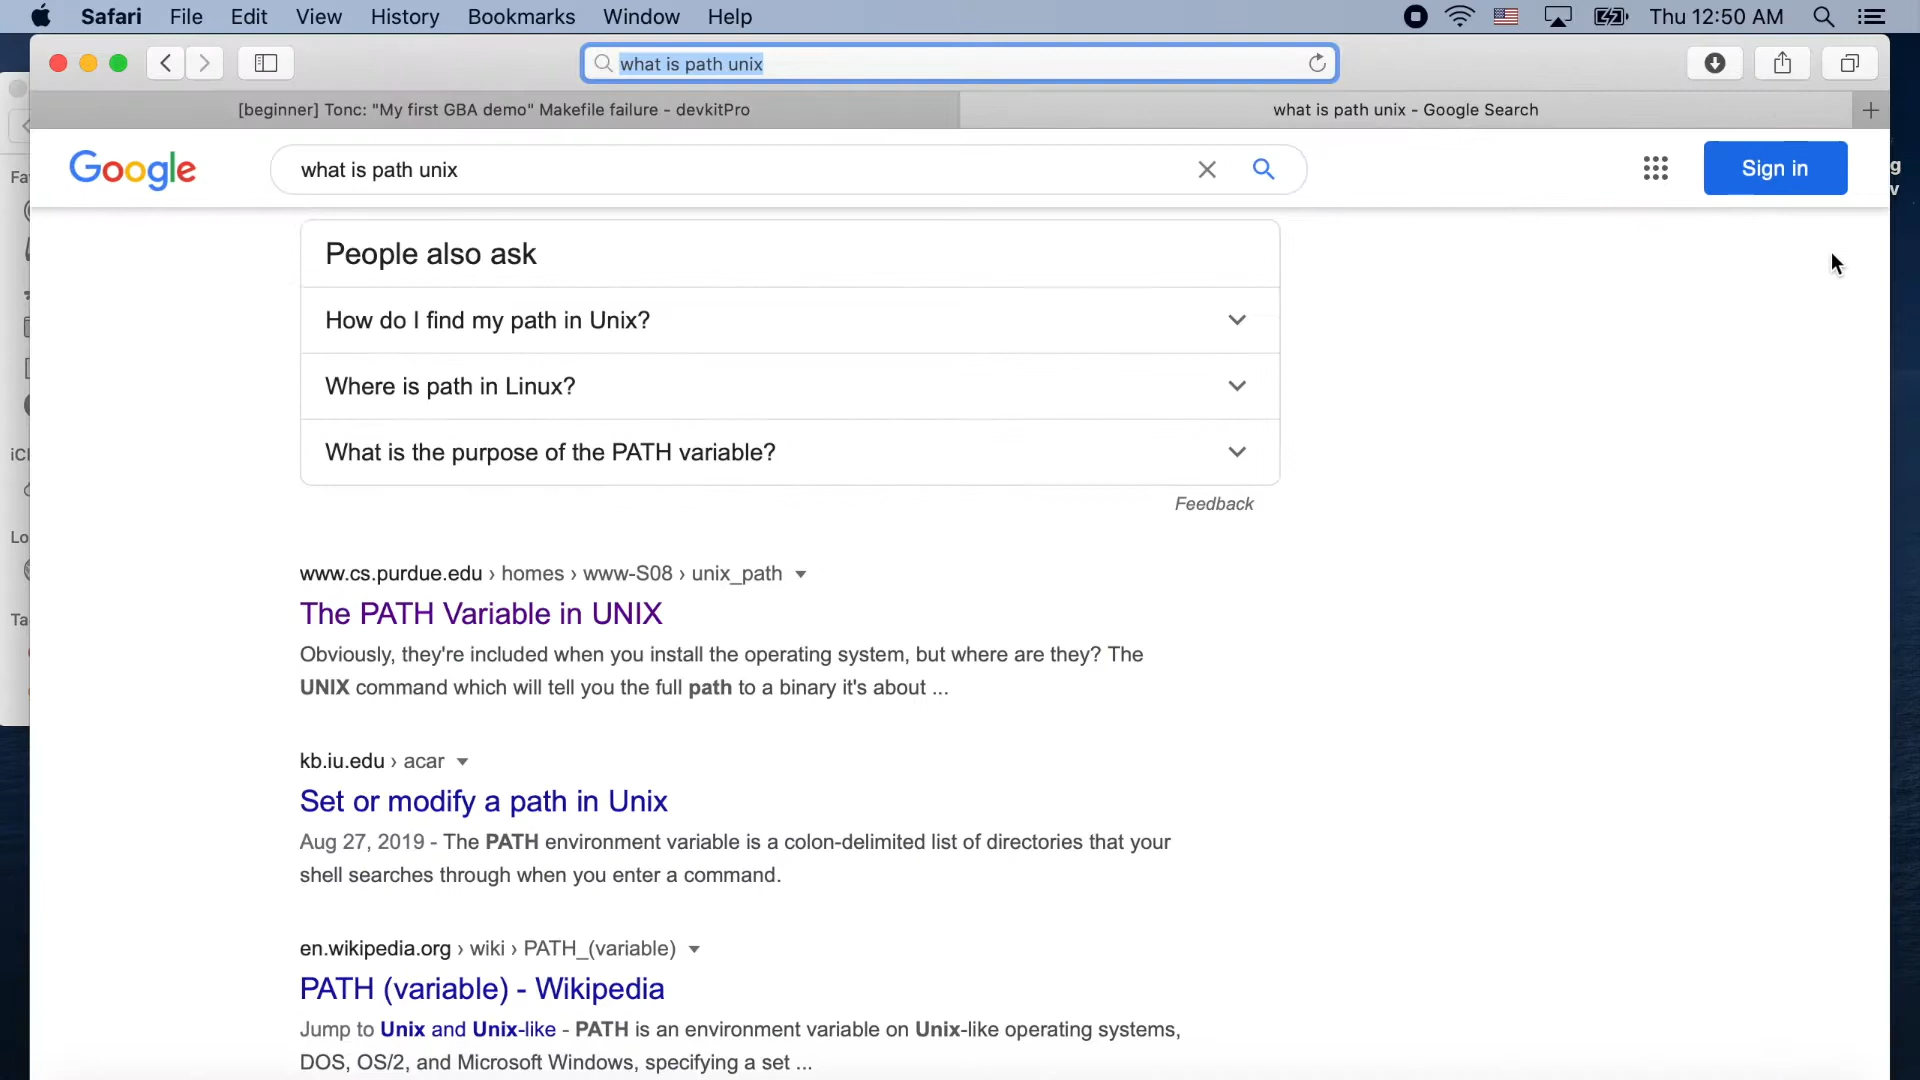 Safari File Edit View History Bookmarks Window Help Thu 12:50 AM
what is path unix
[beginner] Tonc: "My first GBA demo" Makefile failure - devkitPro what is path unix - Google Search
Google what is path unix Sign in
People also ask
How do I find my path in Unix?
Where is path in Linux?
What is the purpose of the PATH variable?
Feedback
www.cs.purdue.edu › homes › www-S08 › unix_path
The PATH Variable in UNIX
Obviously, they're included when you install the operating system, but where are they? The
UNIX command which will tell you the full path to a binary it's about ...
kb.iu.edu › acar
Set or modify a path in Unix
Aug 27, 2019 - The PATH environment variable is a colon-delimited list of directories that your
shell searches through when you enter a command.
en.wikipedia.org › wiki › PATH_(variable)
PATH (variable) - Wikipedia
Jump to Unix and Unix-like - PATH is an environment variable on Unix-like operating systems,
DOS, OS/2, and Microsoft Windows, specifying a set ...